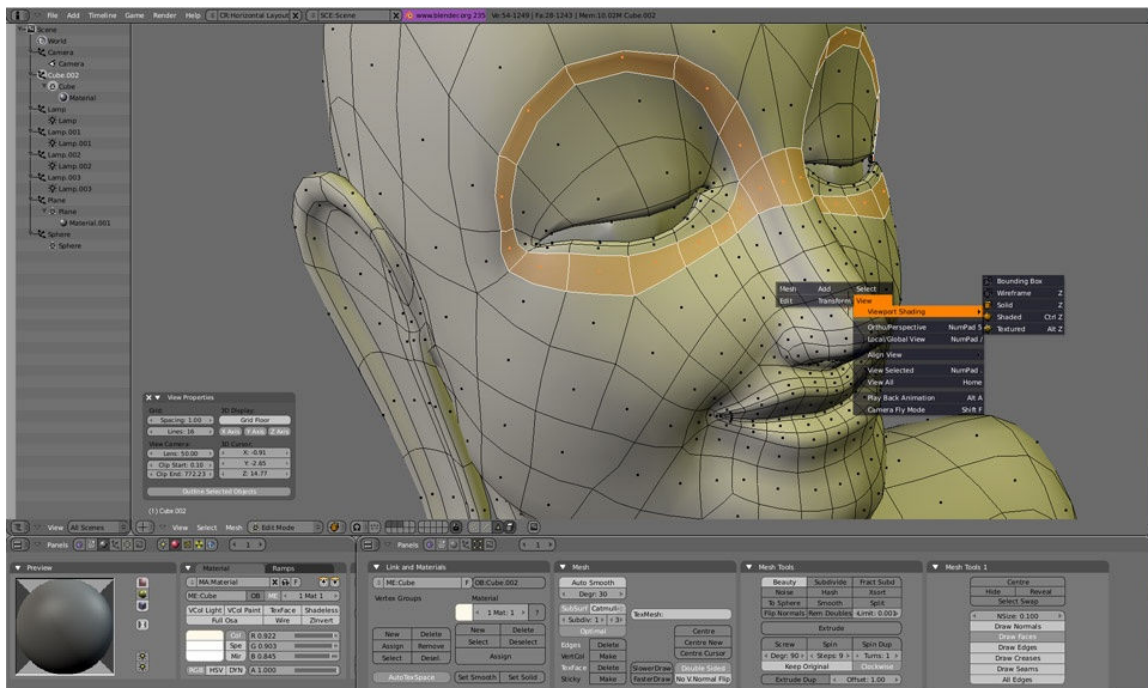 File Add Timeline Game Render Help CR:Horizontal Layout X SCE:Scene X www.blender.org 235 Ve:54-1249 | Fa:28-1243 | Mem:10.02M Cube.002
Scene
World
Camera
Camera
Cube.002
Cube
Material
Lamp
Lamp
Lamp.001
Lamp.001
Lamp.002
Lamp.002
Lamp.003
Lamp.003
Plane
Plane
Material.001
Sphere
Sphere
Mesh Add Select
Edit Transform View
Viewport Shading
Ortho/Perspective NumPad 5
Local/Global View NumPad /
Align View
View Selected NumPad .
View All Home
Play Back Animation Alt A
Camera Fly Mode Shift F
Bounding Box
Wireframe Z
Solid Z
Shaded Ctrl Z
Textured Alt Z
View Properties
Grid: 3D Display:
Spacing: 1.00 Grid Floor
Lines: 16 X Axis Y Axis Z Axis
View Camera: 3D Cursor:
Lens: 50.00 X: -0.91
Clip Start: 0.10 Y: -2.85
Clip End: 772.23 Z: 14.77
Outline Selected Objects
(1) Cube.002
View All Scenes View Select Mesh Edit Mode
Panels 1
Preview
Material Ramps
MA:Material X F
ME:Cube OB ME 1 Mat 1
VCol Light VCol Paint TexFace Shadeless
Full Osa Wire ZInvert
Col R 0.922
Spe G 0.903
Mir B 0.845
RGB HSV DYN A 1.000
Panels 1
Link and Materials
ME:Cube F OB:Cube.002
Vertex Groups Material
1 Mat: 1 ?
New Delete New Delete
Assign Remove Select Deselect
Select Desel. Assign
AutoTexSpace Set Smooth Set Solid
Mesh
Auto Smooth
Degr: 30
SubSurf Catmull-
Subdiv: 1 3
Optimal
TexMesh:
Edges Delete Centre
VertCol Make Centre New
TexFace Delete Centre Cursor
Sticky Make SlowerDraw Double Sided
FasterDraw No V.Normal Flip
Mesh Tools
Beauty Subdivide Fract Subd
Noise Hash Xsort
To Sphere Smooth Split
Flip Normals Rem Doubles Limit: 0.001
Extrude
Screw Spin Spin Dup
Degr: 90 Steps: 9 Turns: 1
Keep Original Clockwise
Extrude Dup Offset: 1.00
Mesh Tools 1
Centre
Hide Reveal
Select Swap
NSize: 0.100
Draw Normals
Draw Faces
Draw Edges
Draw Creases
Draw Seams
All Edges